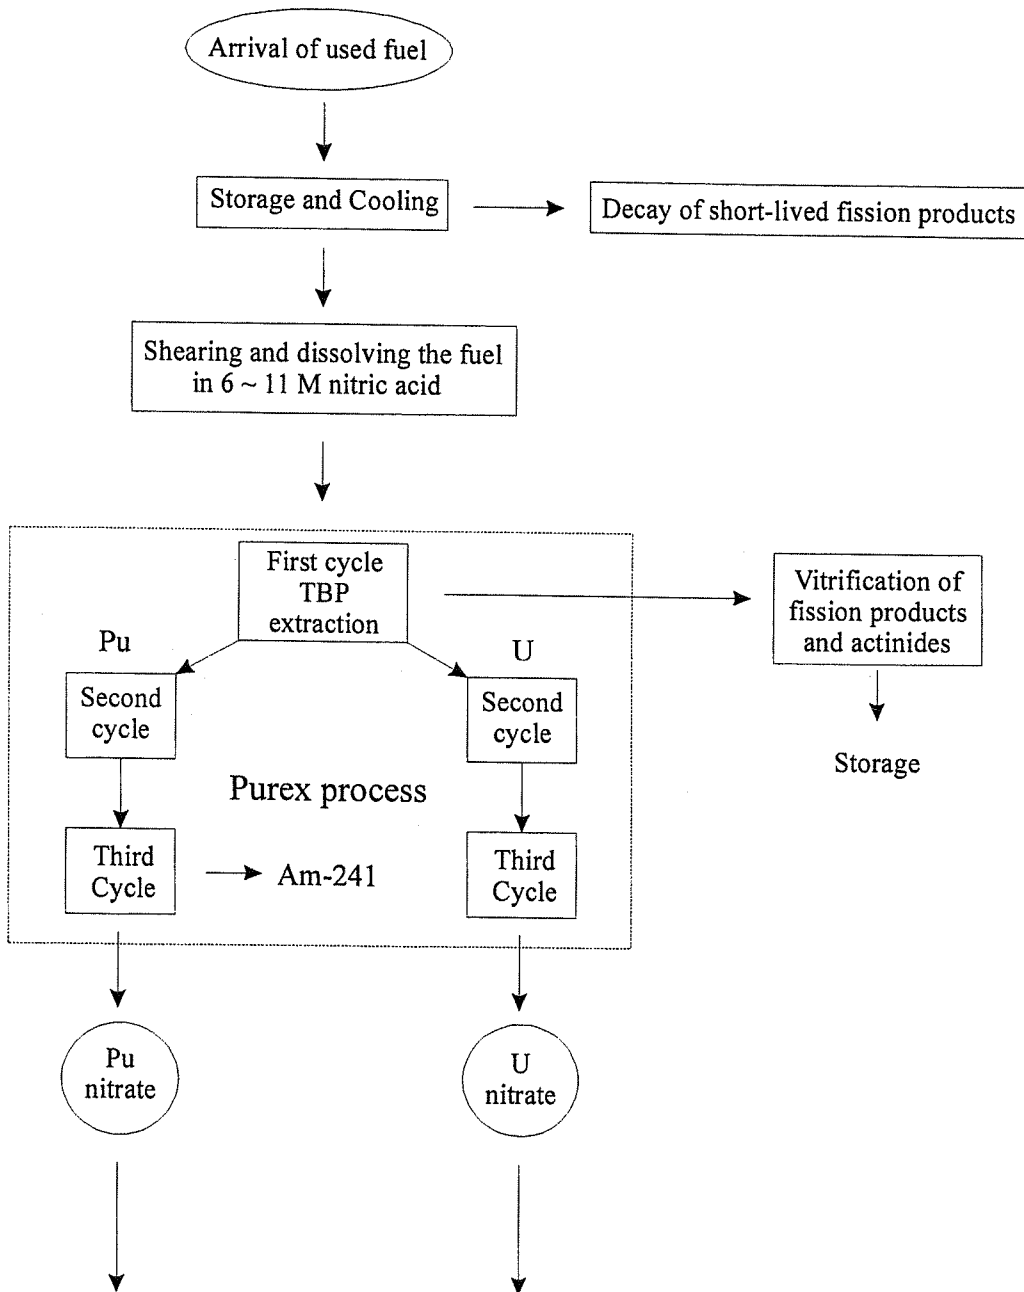 Arrival of used fuel
Storage and Cooling
Decay of short-lived fission products
Shearing and dissolving the fuel
in 6 ~ 11 M nitric acid
First cycle
TBP
extraction
Vitrification of
fission products
and actinides
Pu
U
Second
cycle
Second
cycle
Storage
Purex process
Third
Cycle
Am-241
Third
Cycle
Pu
nitrate
U
nitrate